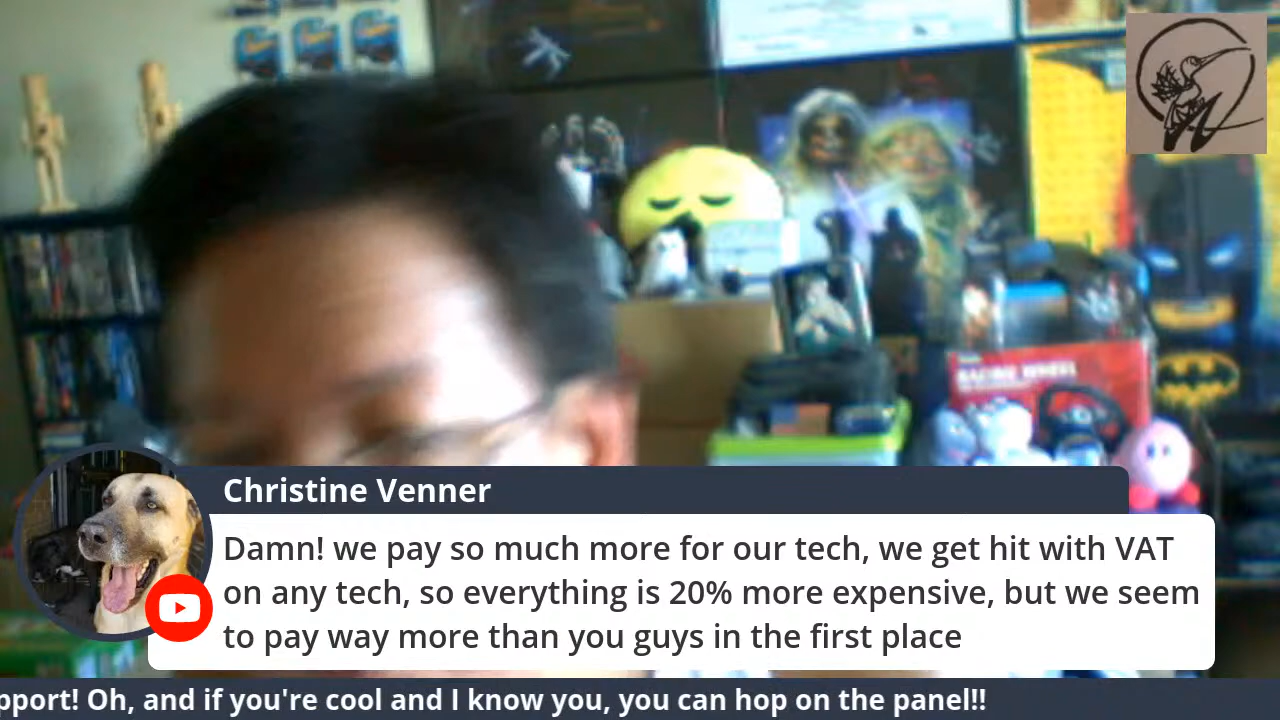 RACING WHEEL
Christine Venner
Damn! we pay so much more for our tech, we get hit with VAT
on any tech, so everything is 20% more expensive, but we seem
to pay way more than you guys in the first place
pport! Oh, and if you're cool and I know you, you can hop on the panel!!